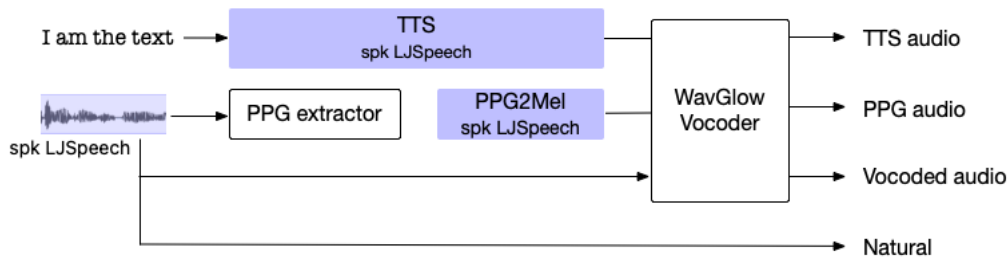 TTS
I am the text
spk LJSpeech
TTS audio
PPG extractor
PPG2Mel
spk LJSpeech
WavGlow
Vocoder
PPG audio
spk LJSpeech
Vocoded audio
Natural